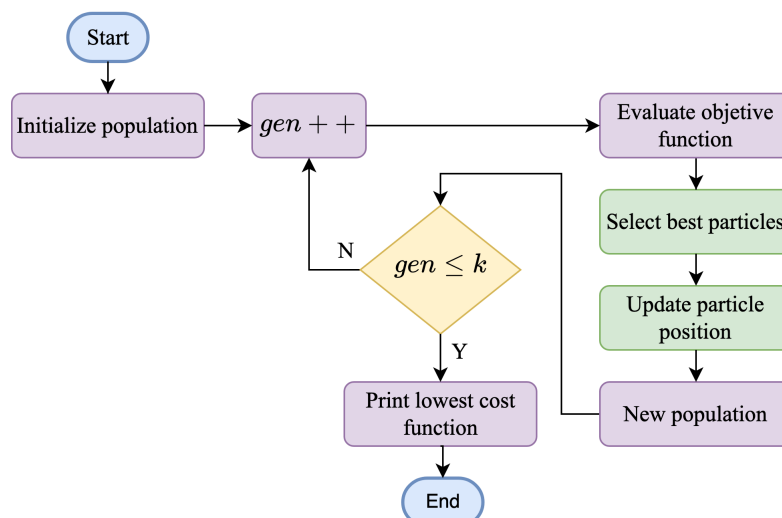 Start
Initialize population
gen + +
Evaluate objetive
function
Select best particles
Update particle
position
New population
gen ≤ k
N
Y
Print lowest cost
function
End